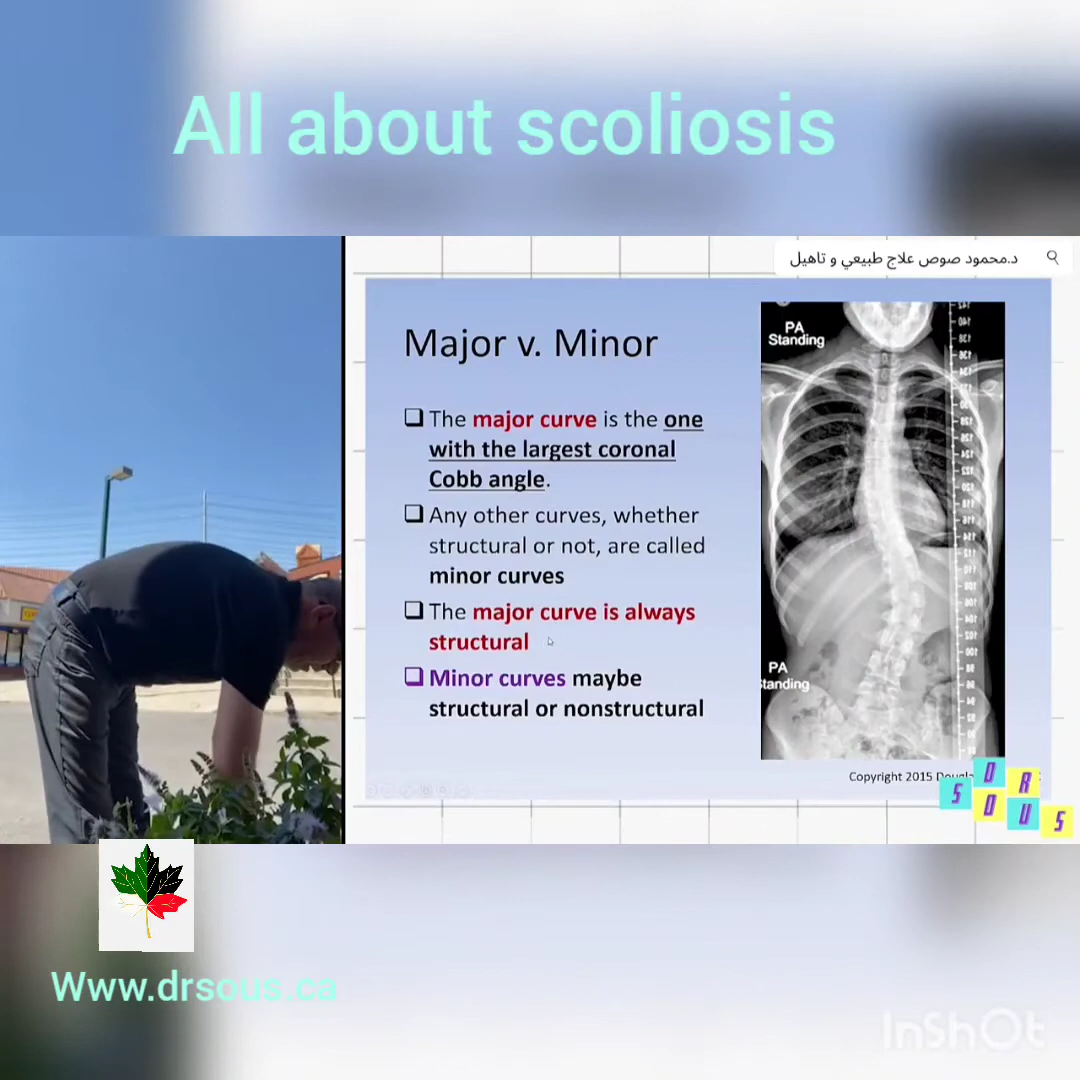 All about scoliosis
د.محمود صوص علاج طبيعي و تاهيل
Major v. Minor
The major curve is the one
with the largest coronal
Cobb angle.
Any other curves, whether
structural or not, are called
minor curves
The major curve is always
structural
Minor curves maybe
structural or nonstructural
PA
Standing
PA
Standing
Copyright 2015
DR
SOUS
Www.drsous.ca
InShOt